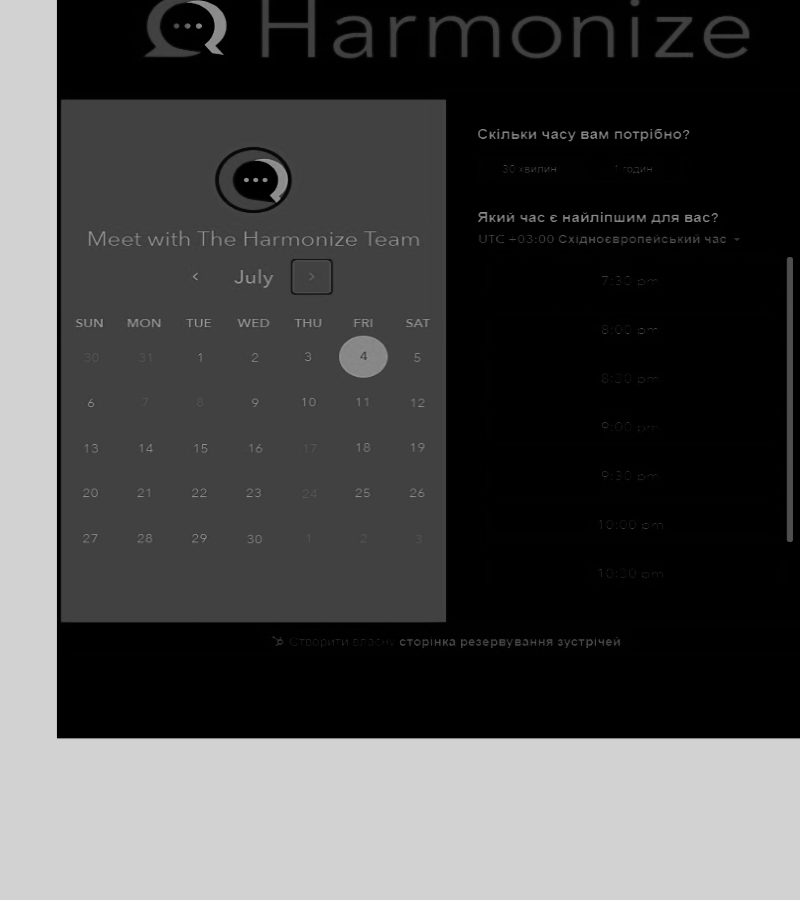 Harmonize
Meet with The Harmonize Team
July
SUN MON TUE WED THU FRI SAT
30 31 1 2 3 4 5
6 7 8 9 10 11 12
13 14 15 16 17 18 19
20 21 22 23 24 25 26
27 28 29 30 1 2 3
Скільки часу вам потрібно?
30 хвилин 1 годин
Який час є найліпшим для вас?
UTC +03:00 Східноєвропейський час
7:30 pm
8:00 pm
8:30 pm
9:00 pm
9:30 pm
10:00 pm
10:30 pm
Створити власну сторінка резервування зустрічей